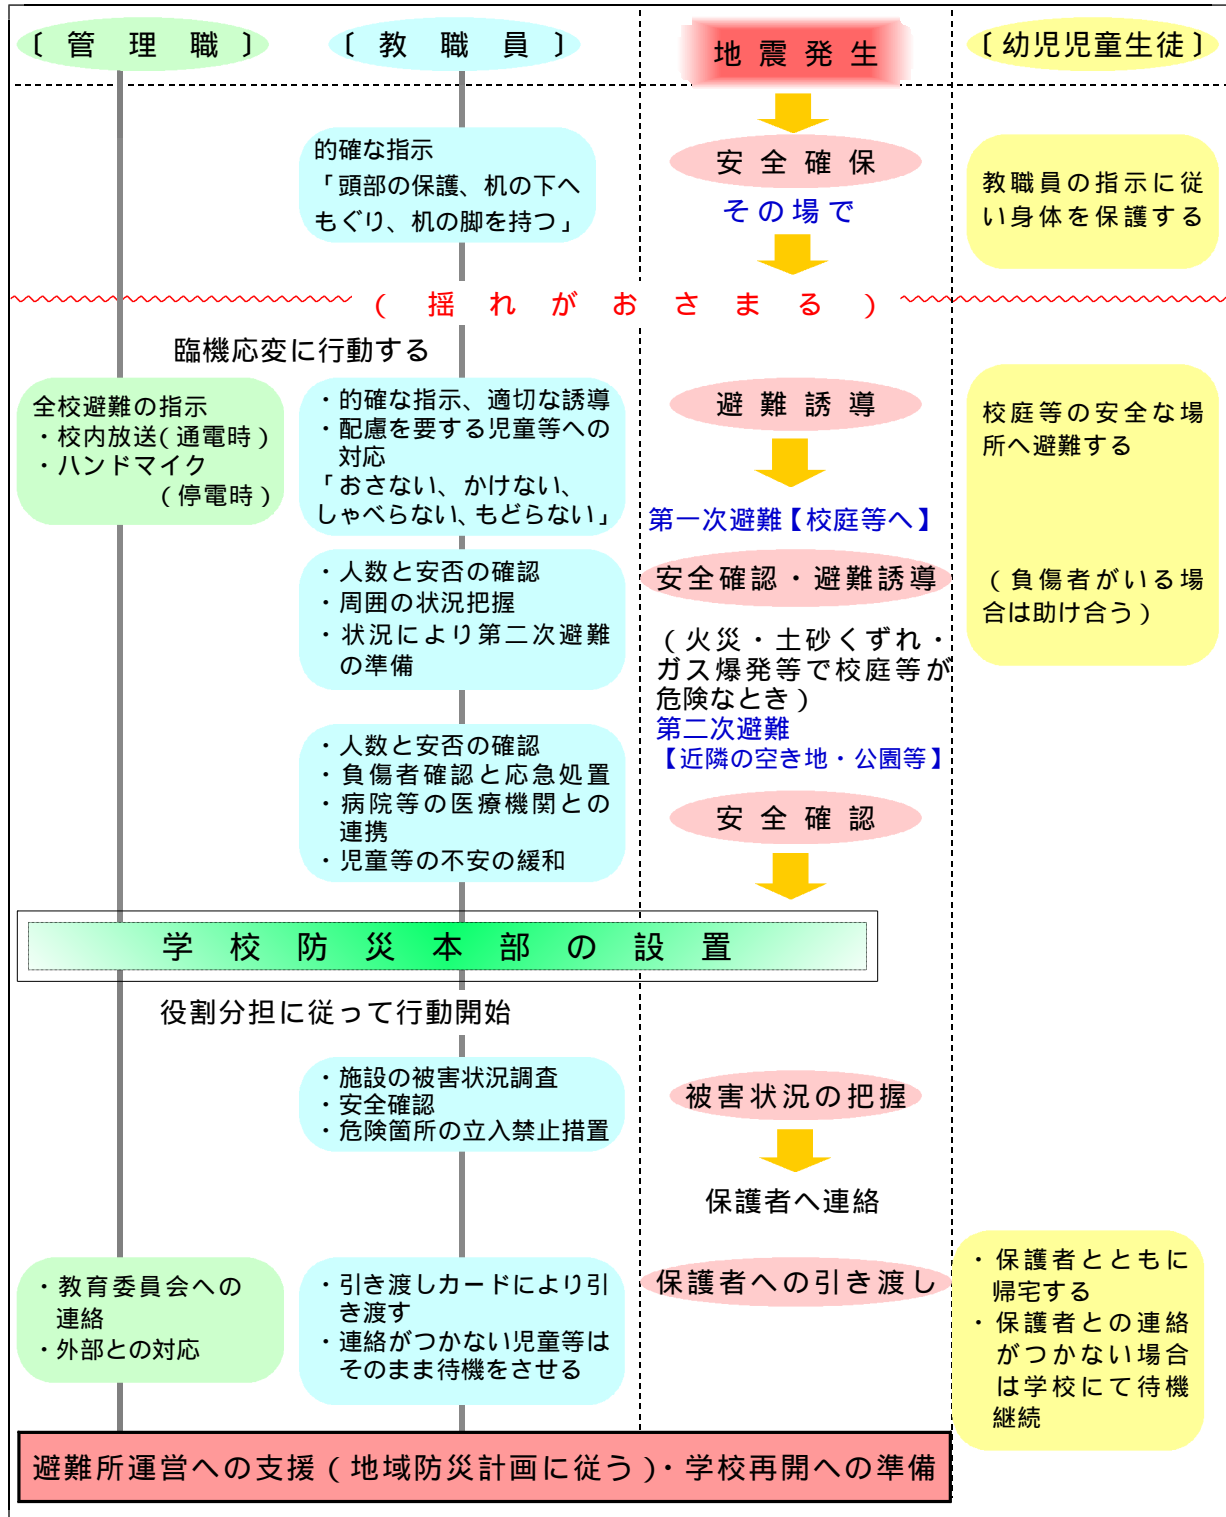 〔管理職〕
〔教職員〕
地震発生
〔幼児児童生徒〕
的確な指示
「頭部の保護、机の下へ
もぐり、机の脚を持つ」
安全確保
その場で
教職員の指示に従
い身体を保護する
(揺れがおさまる)
臨機応変に行動する
全校避難の指示
・校内放送(通電時)
・ハンドマイク
(停電時)
・的確な指示、適切な誘導
・配慮を要する児童等への
対応
「おさない、かけない、
しゃべらない、もどらない」
避難誘導
校庭等の安全な場
所へ避難する
第一次避難【校庭等へ】
・人数と安否の確認
・周囲の状況把握
・状況により第二次避難
の準備
安全確認・避難誘導
(負傷者がいる場
合は助け合う)
(火災・土砂くずれ・
ガス爆発等で校庭等が
危険なとき)
第二次避難
【近隣の空き地・公園等】
・人数と安否の確認
・負傷者確認と応急処置
・病院等の医療機関との
連携
・児童等の不安の緩和
安全確認
学校防災本部の設置
役割分担に従って行動開始
・施設の被害状況調査
・安全確認
・危険箇所の立入禁止措置
被害状況の把握
保護者へ連絡
・教育委員会への
連絡
・外部との対応
・引き渡しカードにより引
き渡す
・連絡がつかない児童等は
そのまま待機をさせる
保護者への引き渡し
・保護者とともに
帰宅する
・保護者との連絡
がつかない場合
は学校にて待機
継続
避難所運営への支援(地域防災計画に従う)・学校再開への準備